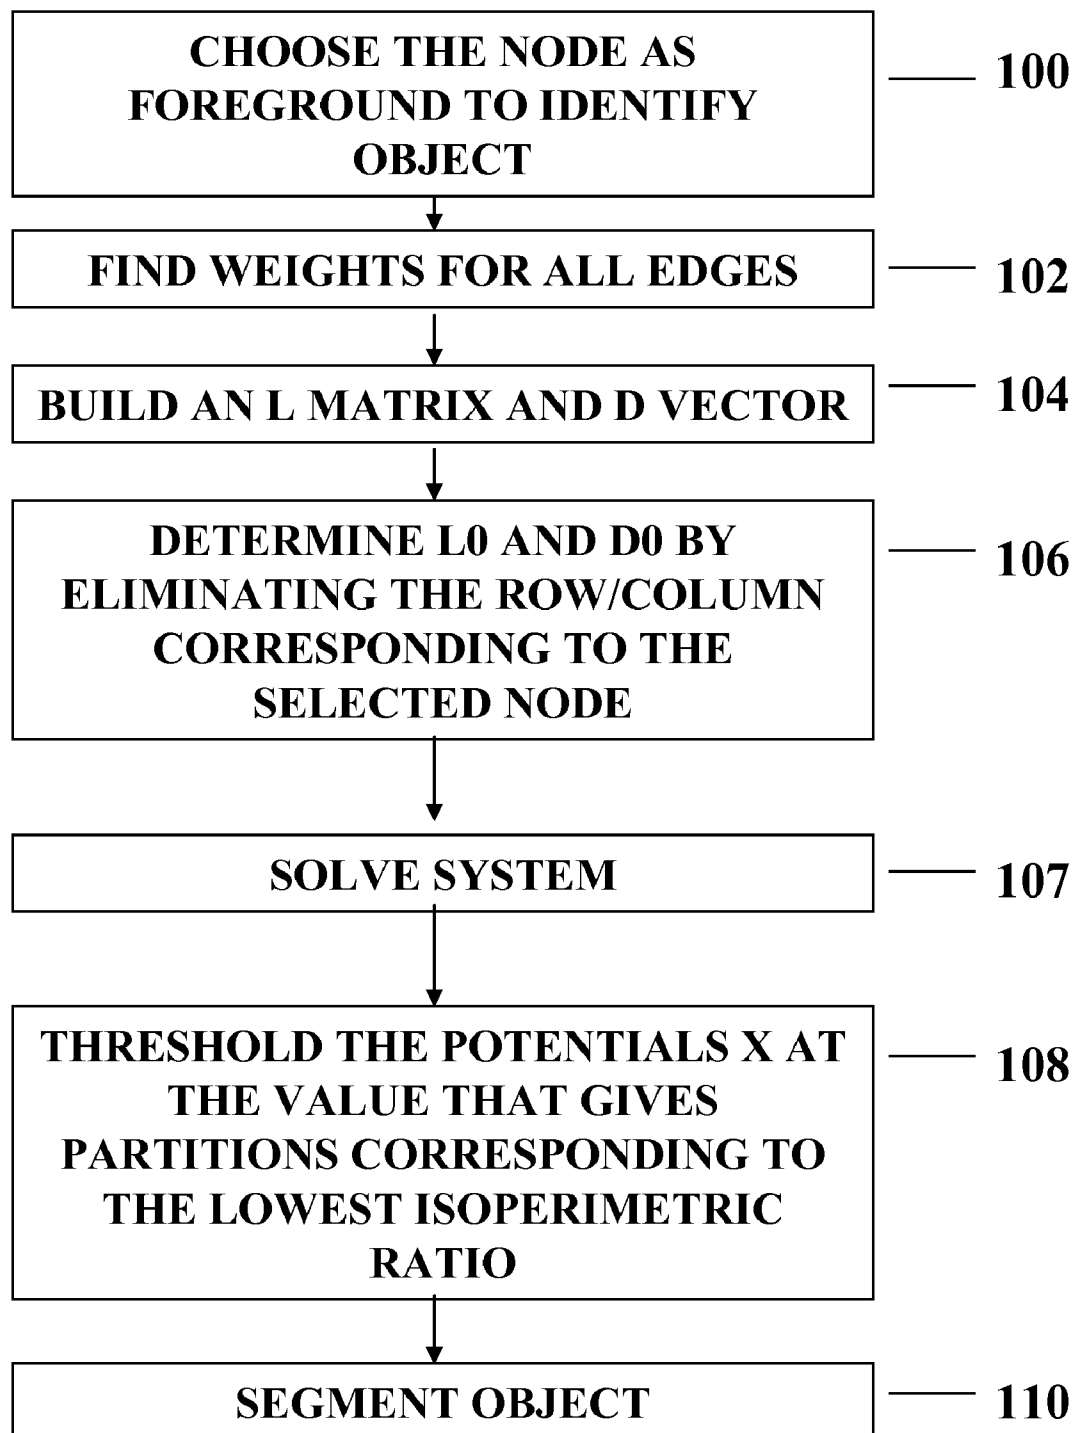 CHOOSE THE NODE AS
FOREGROUND TO IDENTIFY
OBJECT
100
FIND WEIGHTS FOR ALL EDGES
102
BUILD AN L MATRIX AND D VECTOR
104
DETERMINE L0 AND D0 BY
ELIMINATING THE ROW/COLUMN
CORRESPONDING TO THE
SELECTED NODE
106
SOLVE SYSTEM
107
THRESHOLD THE POTENTIALS X AT
THE VALUE THAT GIVES
PARTITIONS CORRESPONDING TO
THE LOWEST ISOPERIMETRIC
RATIO
108
SEGMENT OBJECT
110